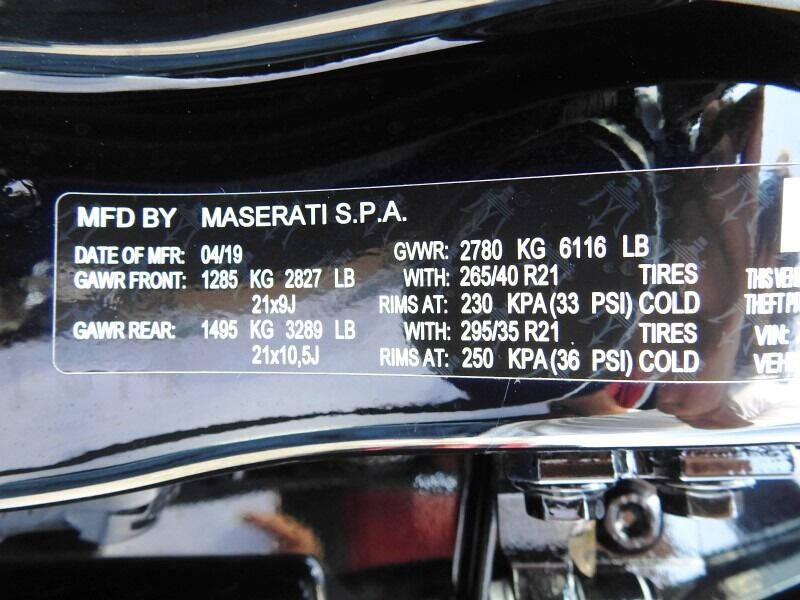 MFD BY MASERATI S.P.A.
DATE OF MFR: 04/19 GVWR: 2780 KG 6116 LB
GAWR FRONT: 1285 KG 2827 LB WITH: 265/40 R21 TIRES THIS
21x9J RIMS AT: 230 KPA(33 PSI) COLD THEFT
GAWR REAR: 1495 KG 3289 LB WITH: 295/35 R21 TIRES VIN:
21x10,5J RIMS AT: 250 KPA(36 PSI) COLD